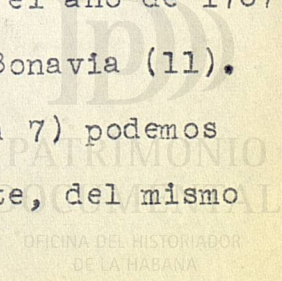 el año de 1767
Bonavia (11).
7) podemos
te, del mismo
PATRIMONIO
DOCUMENTAL
OFICINA DEL HISTORIADOR
DE LA HABANA